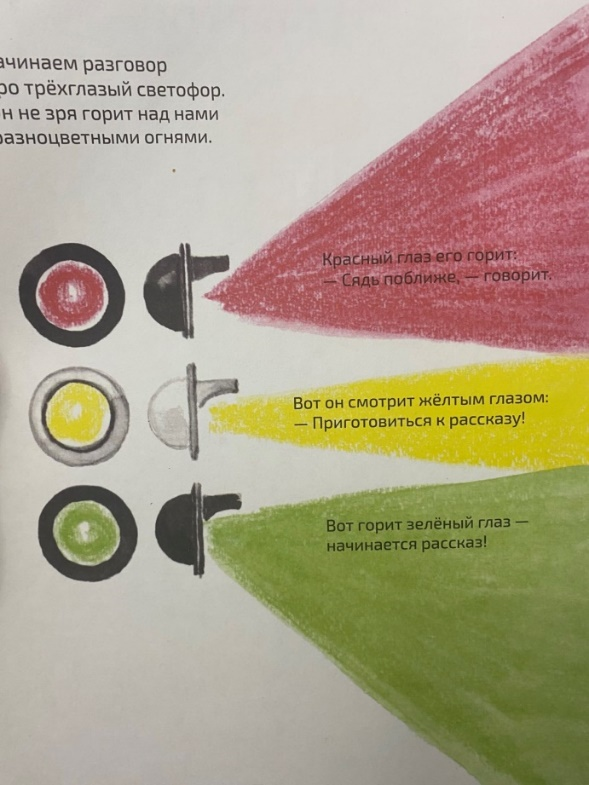 ачинаем разговор
ро трёхглазый светофор.
н не зря горит над нами
разноцветными огнями.
Красный глаз его горит:
— Сядь поближе, — говорит.
Вот он смотрит жёлтым глазом:
— Приготовиться к рассказу!
Вот горит зелёный глаз —
начинается рассказ!